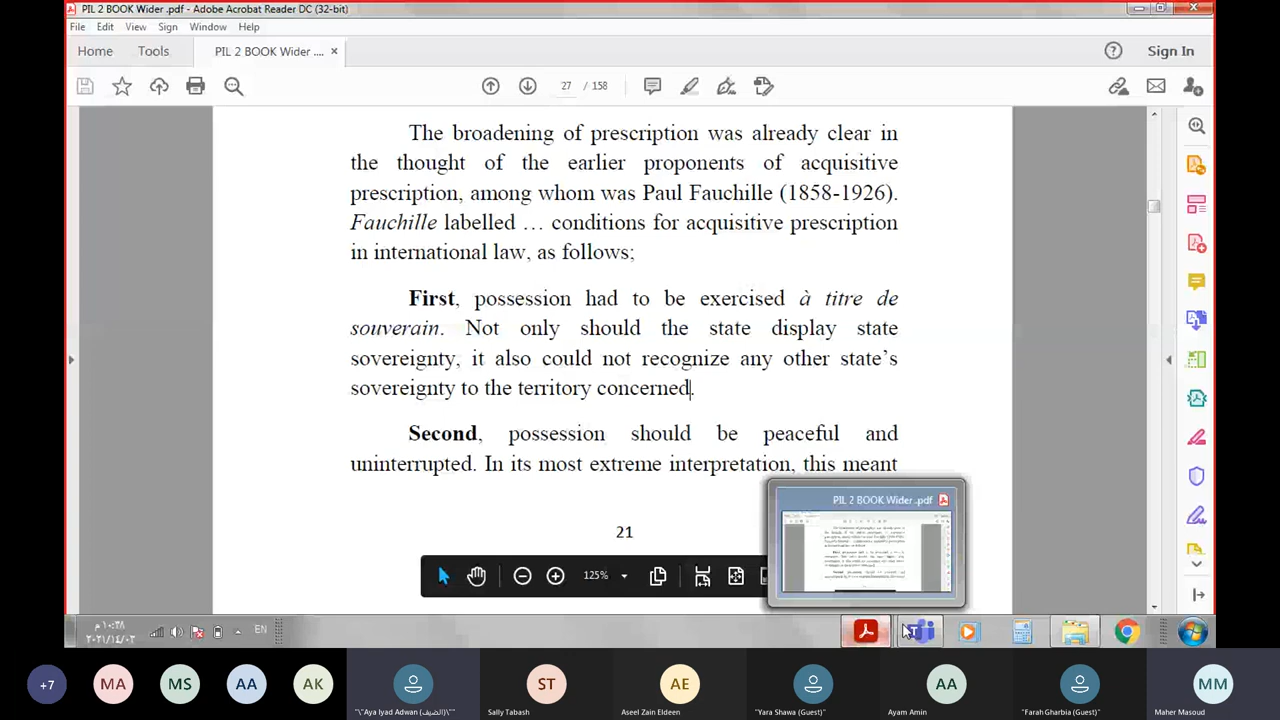 PIL 2 BOOK Wider .pdf - Adobe Acrobat Reader DC (32-bit)
File Edit View Sign Window Help
Home Tools PIL 2 BOOK Wider .... × Sign In
27 / 158
The broadening of prescription was already clear in
the thought of the earlier proponents of acquisitive
prescription, among whom was Paul Fauchille (1858-1926).
Fauchille labelled … conditions for acquisitive prescription
in international law, as follows;
First, possession had to be exercised à titre de
souverain. Not only should the state display state
sovereignty, it also could not recognize any other state’s
sovereignty to the territory concerned.
Second, possession should be peaceful and
uninterrupted. In its most extreme interpretation, this meant
PIL 2 BOOK Wider .pdf
21
125%
EN
+7 MA MS AA AK ST AE AA MM
"\"Aya Iyad Adwan (الضيف)\"" Sally Tabash Aseel Zain Eldeen "Yara Shawa (Guest)" Ayam Amin "Farah Gharbia (Guest)" Maher Masoud